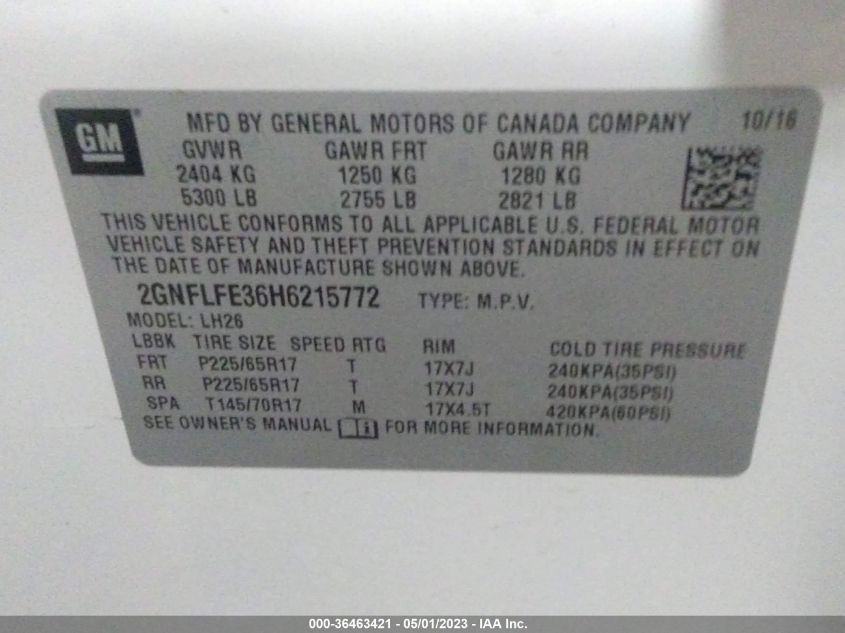 GM ®
MFD BY GENERAL MOTORS OF CANADA COMPANY 10/16
GVWR GAWR FRT GAWR RR
2404 KG 1250 KG 1280 KG
5300 LB 2755 LB 2821 LB
THIS VEHICLE CONFORMS TO ALL APPLICABLE U.S. FEDERAL MOTOR
VEHICLE SAFETY AND THEFT PREVENTION STANDARDS IN EFFECT ON
THE DATE OF MANUFACTURE SHOWN ABOVE.
2GNFLFE36H6215772 TYPE: M.P.V.
MODEL: LH26
LBBK TIRE SIZE SPEED RTG RIM COLD TIRE PRESSURE
FRT P225/65R17 T 17X7J 240KPA(35PSI)
RR P225/65R17 T 17X7J 240KPA(35PSI)
SPA T145/70R17 M 17X4.5T 420KPA(60PSI)
SEE OWNER'S MANUAL i FOR MORE INFORMATION.
000-36463421 - 05/01/2023 - IAA Inc.